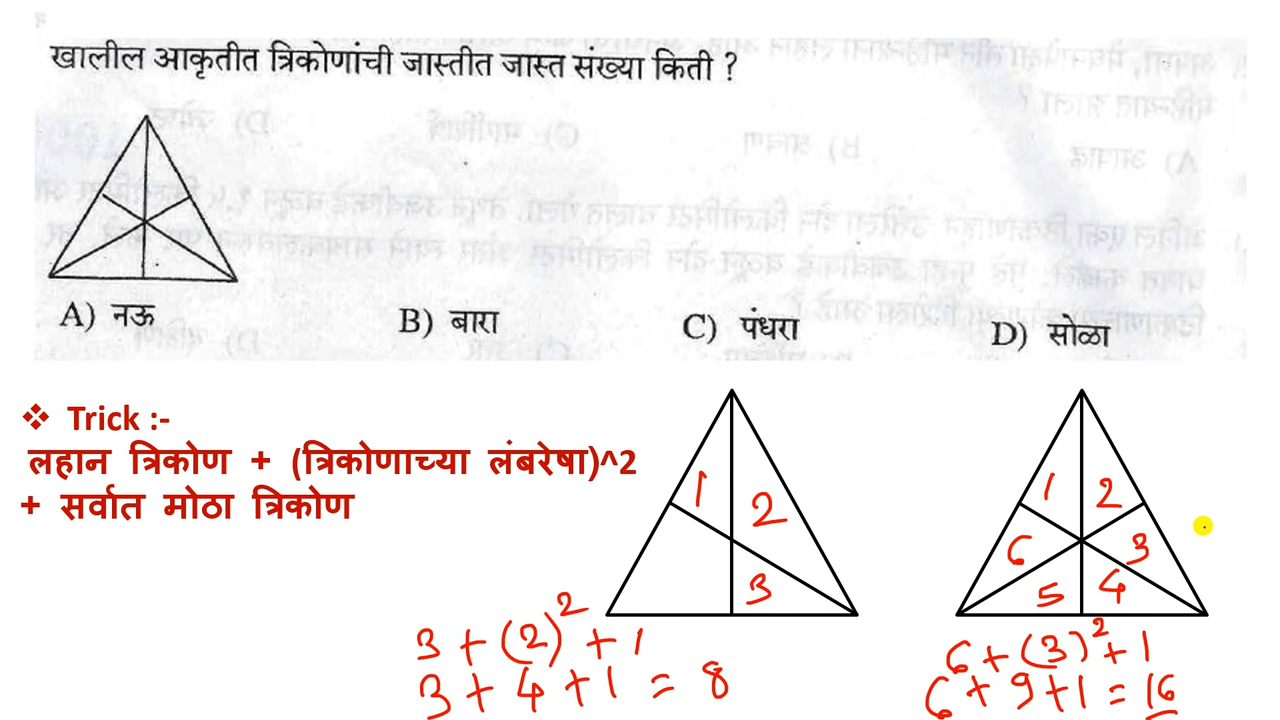 खालील आकृतीत त्रिकोणांची जास्तीत जास्त संख्या किती ?
A) नऊ B) बारा C) पंधरा D) सोळा
❖ Trick :-
लहान त्रिकोण + (त्रिकोणाच्या लंबरेषा)^2
+ सर्वात मोठा त्रिकोण
1 2
3
3 + (2)² + 1
3 + 4 + 1 = 8
1 2
6 3
5 4
6 + (3)² + 1
6 + 9 + 1 = 16